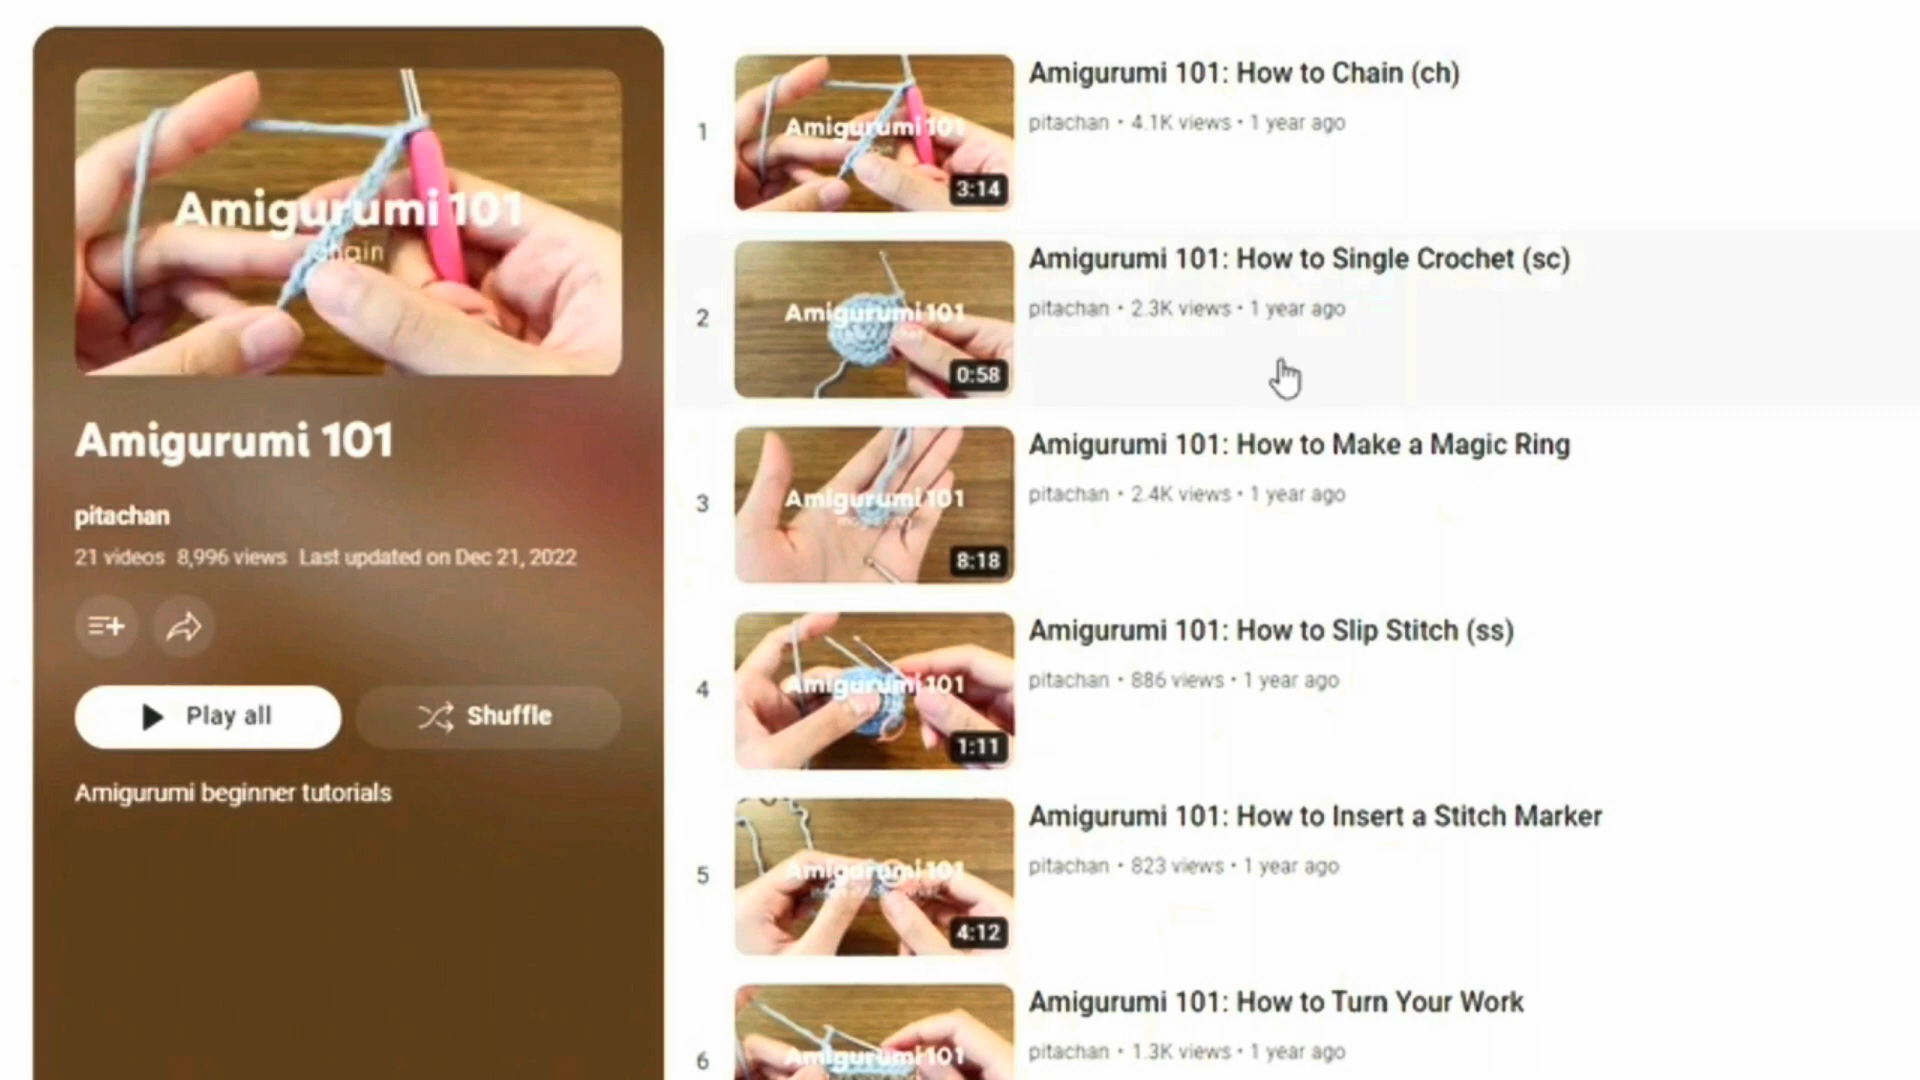 Amigurumi 101
chain
Amigurumi 101
pitachan
21 videos 8,996 views Last updated on Dec 21, 2022
Play all
Shuffle
Amigurumi beginner tutorials
1
Amigurumi 101
3:14
Amigurumi 101: How to Chain (ch)
pitachan • 4.1K views • 1 year ago
2
Amigurumi 101
0:58
Amigurumi 101: How to Single Crochet (sc)
pitachan • 2.3K views • 1 year ago
3
Amigurumi 101
8:18
Amigurumi 101: How to Make a Magic Ring
pitachan • 2.4K views • 1 year ago
4
Amigurumi 101
1:11
Amigurumi 101: How to Slip Stitch (ss)
pitachan • 886 views • 1 year ago
5
Amigurumi 101
4:12
Amigurumi 101: How to Insert a Stitch Marker
pitachan • 823 views • 1 year ago
6
Amigurumi 101
Amigurumi 101: How to Turn Your Work
pitachan • 1.3K views • 1 year ago